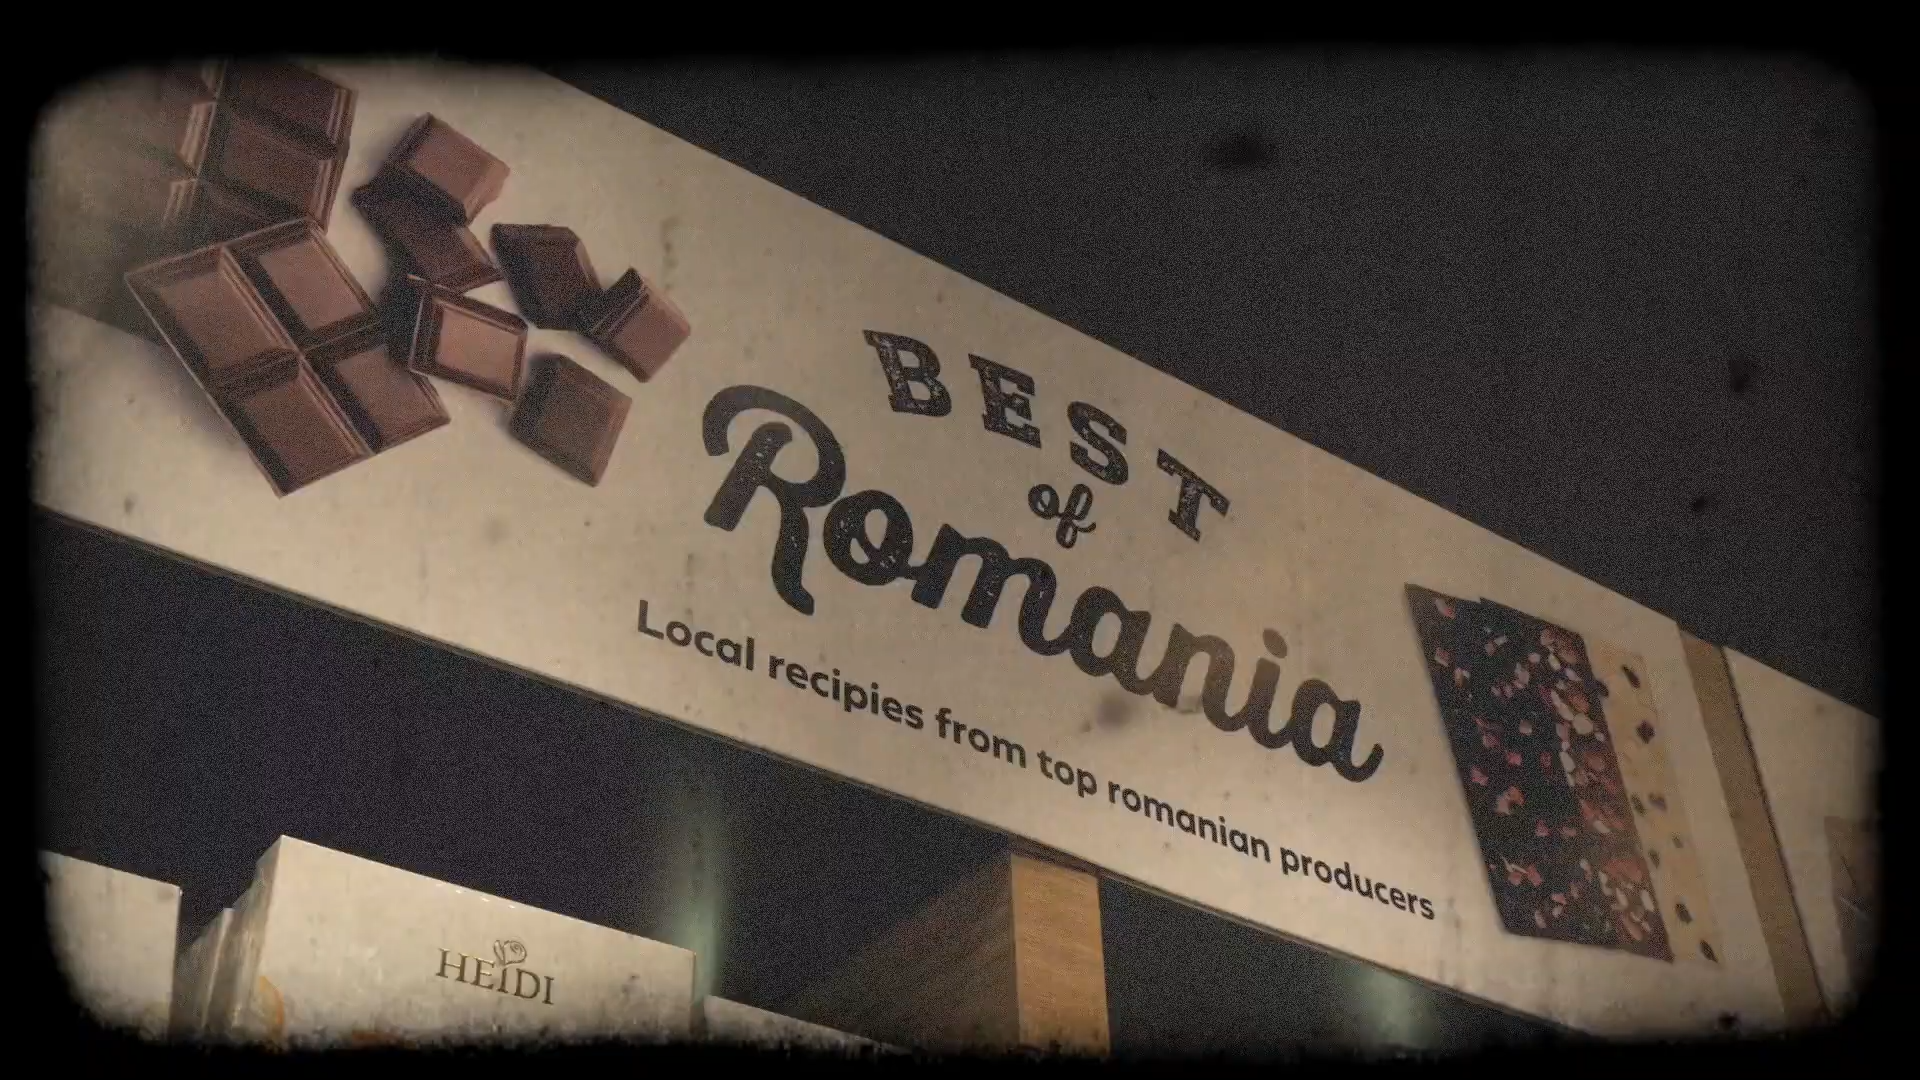 BEST
of
Romania
Local recipies from top romanian producers
HEIDI